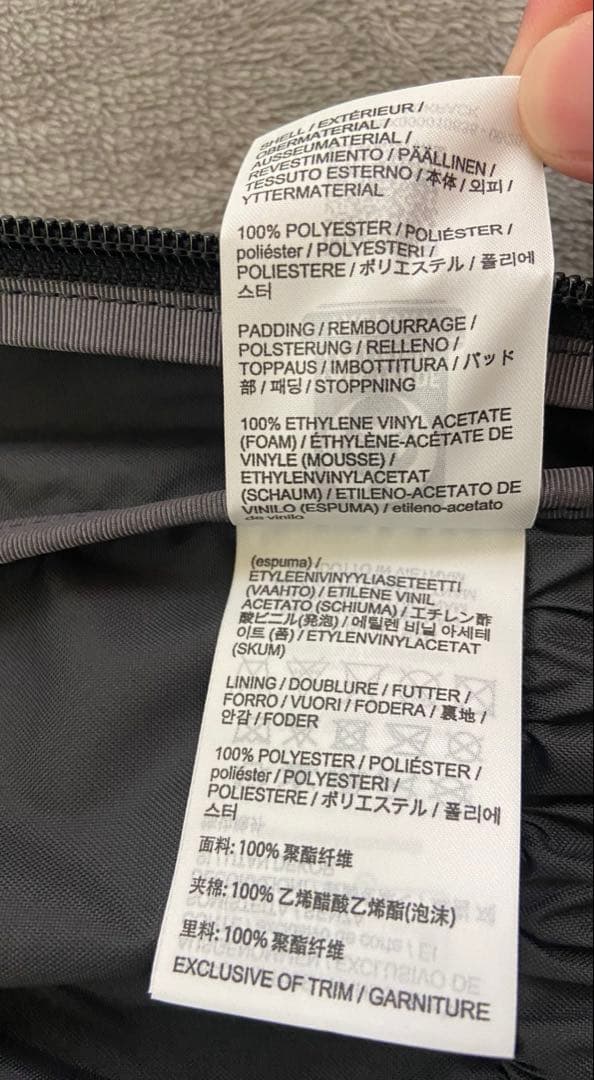 SHELL / EXTÉRIEUR /
OBERMATERIAL /
AUSSEUMATERIAL /
REVESTIMIENTO / PÄÄLLINEN /
TESSUTO ESTERNO / 本体 / 외피 /
YTTERMATERIAL
100% POLYESTER / POLIÉSTER /
poliéster / POLYESTERI /
POLIESTERE / ポリエステル / 폴리에
스터
PADDING / REMBOURRAGE /
POLSTERUNG / RELLENO /
TOPPAUS / IMBOTTITURA / パッド
部 / 패딩 / STOPPNING
100% ETHYLENE VINYL ACETATE
(FOAM) / ÉTHYLÈNE-ACÉTATE DE
VINYLE (MOUSSE) /
ETHYLENVINYLACETAT
(SCHAUM) / ETILENO-ACETATO DE
VINILO (ESPUMA) / etileno-acetato
de vinilo
(espuma) /
ETYLEENIVINYYLIASETEETTI
(VAAHTO) / ETILENE VINIL
ACETATO (SCHIUMA) / エチレン酢
酸ビニル(発泡) / 에틸렌 비닐 아세테
이트 (폼) / ETYLENVINYLACETAT
(SKUM)
LINING / DOUBLURE / FUTTER /
FORRO / VUORI / FODERA / 裏地 /
안감 / FODER
100% POLYESTER / POLIÉSTER /
poliéster / POLYESTERI /
POLIESTERE / ポリエステル / 폴리에
스터
面料: 100% 聚酯纤维
夹棉: 100% 乙烯醋酸乙烯酯(泡沫)
里料: 100% 聚酯纤维
EXCLUSIVE OF TRIM / GARNITURE